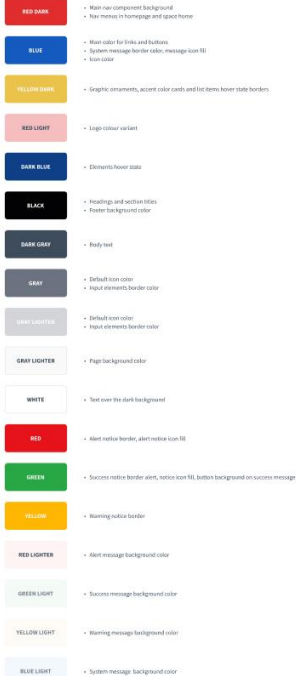 RED DARK
• Main nav component background
• Nav menus in homepage and space home
BLUE
• Main color for links and buttons
• System message border color, message icon fill
• Icon color
YELLOW DARK
• Graphic ornaments, accent color cards and list items hover state borders
RED LIGHT
• Logo colour variant
DARK BLUE
• Elements hover state
BLACK
• Headings and section titles
• Footer background color
DARK GRAY
• Body text
GRAY
• Default icon color
• Input elements border color
GRAY LIGHTER
• Default icon color
• Input elements border color
GRAY LIGHTER
• Page background color
WHITE
• Text over the dark background
RED
• Alert notice border, alert notice icon fill
GREEN
• Success notice border alert, notice icon fill, button background on success message
YELLOW
• Warning notice border
RED LIGHTER
• Alert message background color
GREEN LIGHT
• Success message background color
YELLOW LIGHT
• Warning message background color
BLUE LIGHT
• System message background color